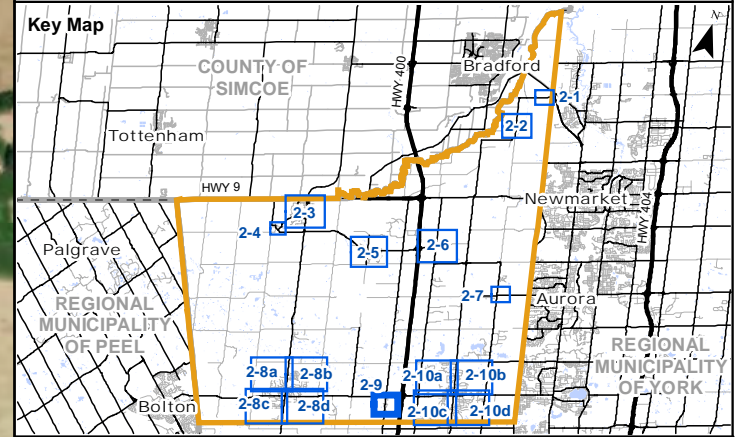 Key Map
N
COUNTY OF
SIMCOE
HWY 400
Bradford
2-1
2-2
Tottenham
HWY 9
Newmarket
HWY 404
2-3
2-4
2-5
2-6
Palgrave
2-7
Aurora
REGIONAL
MUNICIPALITY
OF PEEL
REGIONAL
MUNICIPALITY
OF YORK
2-8a
2-8b
2-9
2-10a
2-10b
Bolton
2-8c
2-8d
2-10c
2-10d